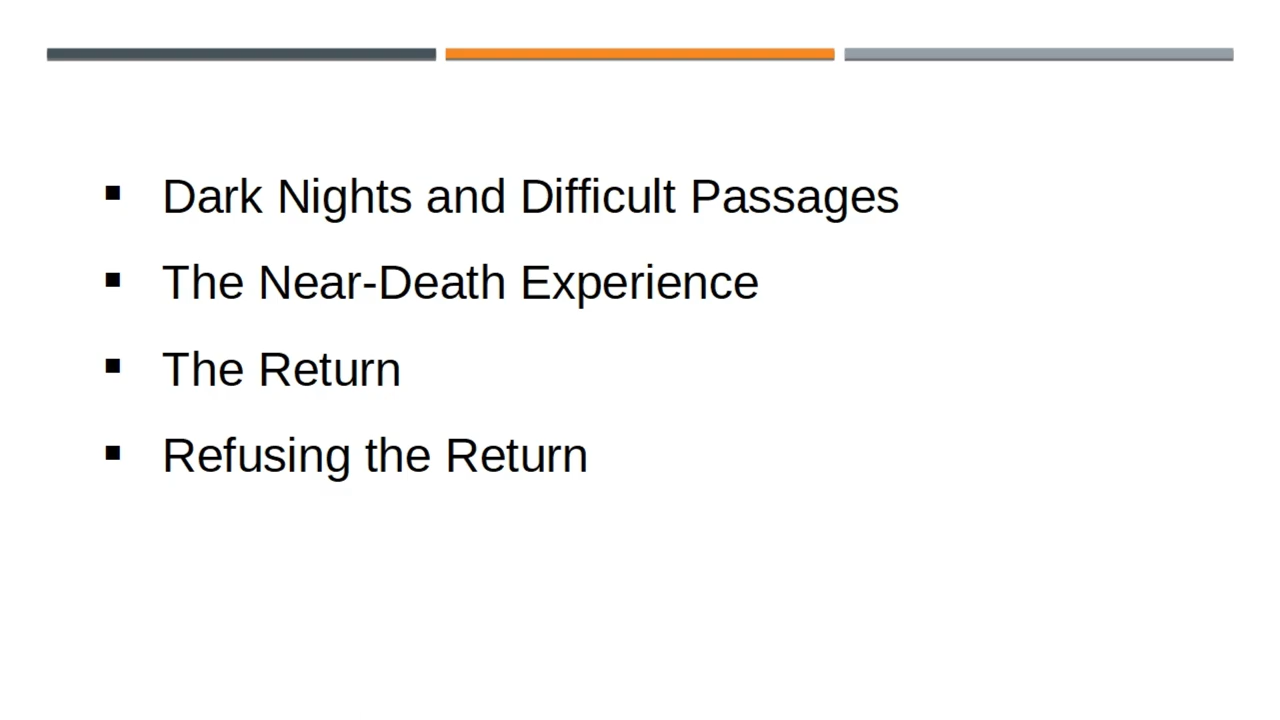 Dark Nights and Difficult Passages
The Near-Death Experience
The Return
Refusing the Return